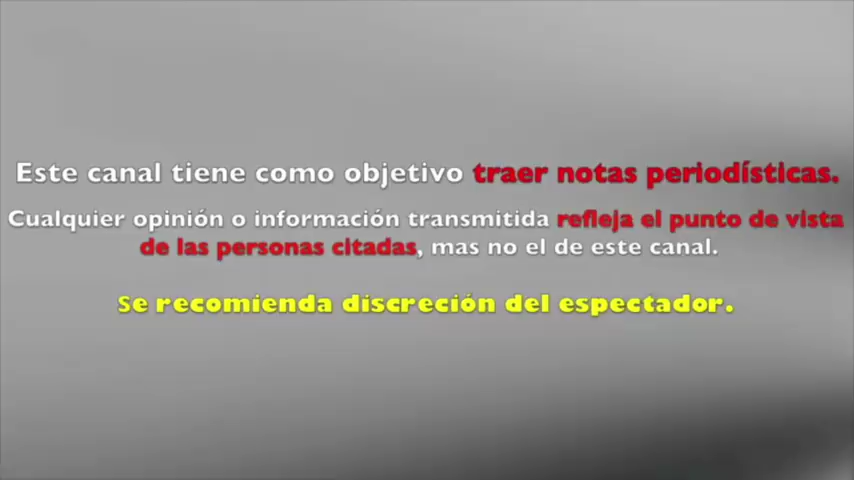 Este canal tiene como objetivo traer notas periodísticas.
Cualquier opinión o información transmitida refleja el punto de vista
de las personas citadas, mas no el de este canal.
Se recomienda discreción del espectador.